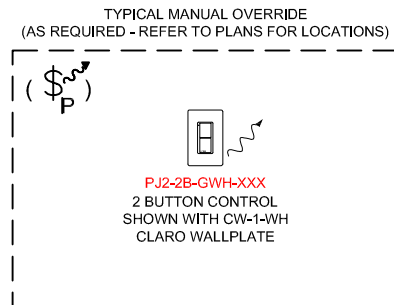 TYPICAL MANUAL OVERRIDE
(AS REQUIRED - REFER TO PLANS FOR LOCATIONS)
( $ )
P
PJ2-2B-GWH-XXX
2 BUTTON CONTROL
SHOWN WITH CW-1-WH
CLARO WALLPLATE